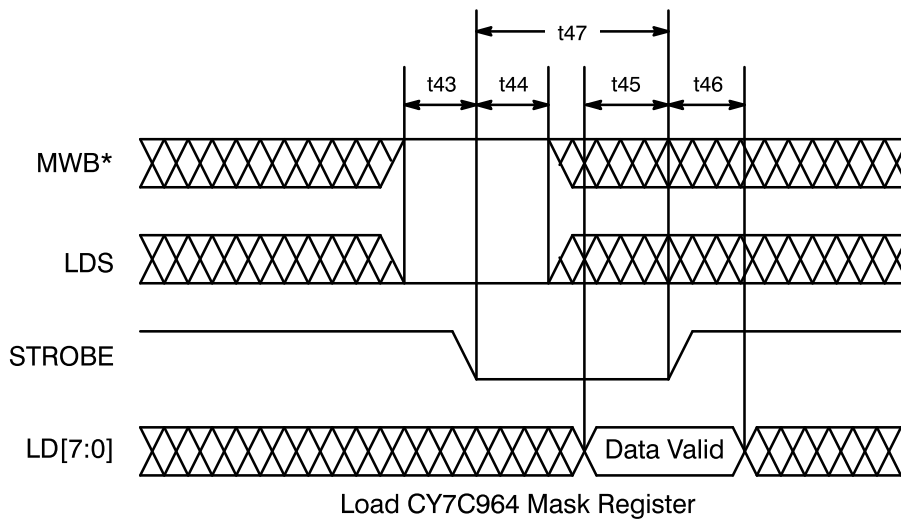 t47
t43 t44 t45 t46
MWB*
LDS
STROBE
LD[7:0] Data Valid
Load CY7C964 Mask Register